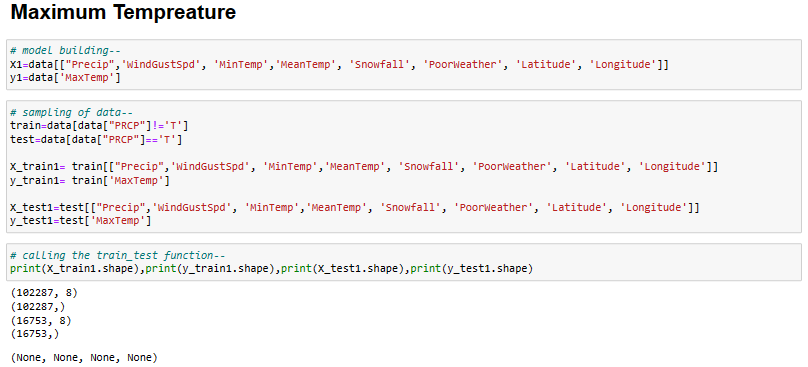 Maximum Tempreature
# model building--
X1=data[["Precip",'WindGustSpd', 'MinTemp','MeanTemp', 'Snowfall', 'PoorWeather', 'Latitude', 'Longitude']]
y1=data['MaxTemp']
# sampling of data--
train=data[data["PRCP"]!='T']
test=data[data["PRCP"]=='T']
X_train1= train[["Precip",'WindGustSpd', 'MinTemp','MeanTemp', 'Snowfall', 'PoorWeather', 'Latitude', 'Longitude']]
y_train1= train['MaxTemp']
X_test1=test[["Precip",'WindGustSpd', 'MinTemp','MeanTemp', 'Snowfall', 'PoorWeather', 'Latitude', 'Longitude']]
y_test1=test['MaxTemp']
# calling the train_test function--
print(X_train1.shape),print(y_train1.shape),print(X_test1.shape),print(y_test1.shape)
(102287, 8)
(102287,)
(16753, 8)
(16753,)
(None, None, None, None)